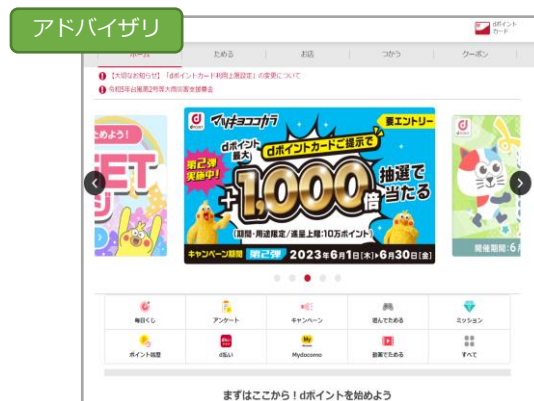 アドバイザリ
dポイント
カード
ホーム
ためる
お店
つかう
クーポン
【大切なお知らせ】「dポイントカード利用上限設定」の変更について
令和5年台風第2号等大雨災害支援募金
ためよう!
マツキヨココカラ
要エントリー
第2弾
実施中!
dポイントカードご提示で
dポイント
最大
+1,000倍
抽選で
当たる
(期間・用途限定/進呈上限:10万ポイント)
キャンペーン期間 第2弾 2023年6月1日[木]▶6月30日[金]
開催期間:6
毎日くじ
アンケート
キャンペーン
遊んでためる
ミッション
ポイント履歴
d払い
Mydocomo
動画でためる
すべて
まずはここから!dポイントを始めよう